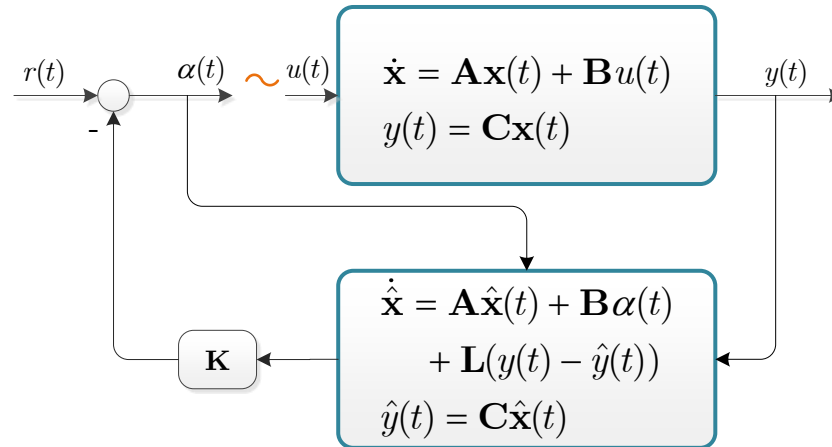 r(t)
α(t)
∼
u(t)
ẋ = Ax(t) + Bu(t)
y(t) = Cx(t)
y(t)
-
x̂̇ = Ax̂(t) + Bα(t)
+ L(y(t) − ŷ(t))
ŷ(t) = Cx̂(t)
K